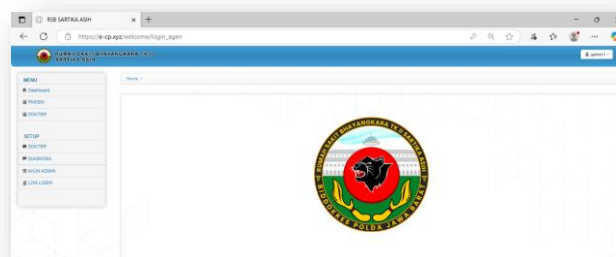 RSB SARTIKA ASIH
https://e-cp.xyz/welcome/login_agen
RUMAH SAKIT BHAYANGKARA TK II
SARTIKA ASIH
MENU
Dashboard
PASIEN
DOKTER
SETUP
DOKTER
DIAGNOSA
AKUN ADMIN
LOG LOGIN
Home /
RUMAH SAKIT BHAYANGKARA TK II SARTIKA ASIH
BIDDOKKES POLDA JAWA BARAT